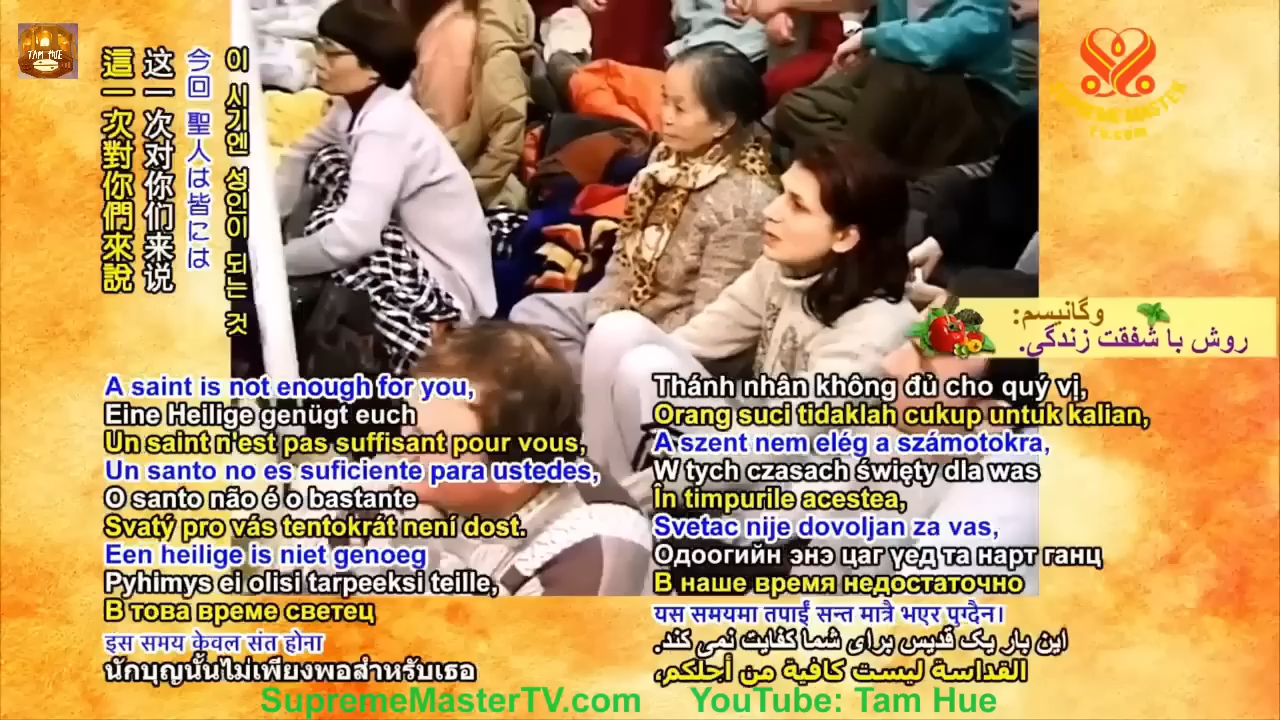 TAM HUE
SUPREME MASTER
TV.COM
這一次對你們來說
这一次对你们来说
今回 聖人は皆には
이 시기엔 성인이 되는 것
وگانیسم:
روش با شفقت زندگی.
A saint is not enough for you,
Eine Heilige genügt euch
Un saint n'est pas suffisant pour vous,
Un santo no es suficiente para ustedes,
O santo não é o bastante
Svatý pro vás tentokrát není dost.
Een heilige is niet genoeg
Pyhimys ei olisi tarpeeksi teille,
В това време светец
इस समय केवल संत होना
นักบุญนั้นไม่เพียงพอสำหรับเธอ
Thánh nhân không đủ cho quý vị,
Orang suci tidaklah cukup untuk kalian,
A szent nem elég a számotokra,
W tych czasach święty dla was
În timpurile acestea,
Svetac nije dovoljan za vas,
Одоогийн энэ цаг үед та нарт ганц
В наше время недостаточно
यस समयमा तपाईं सन्त मात्रै भएर पुग्दैन।
این بار یک قدیس برای شما کفایت نمی کند.
القداسة ليست كافية من أجلكم،
SupremeMasterTV.com YouTube: Tam Hue